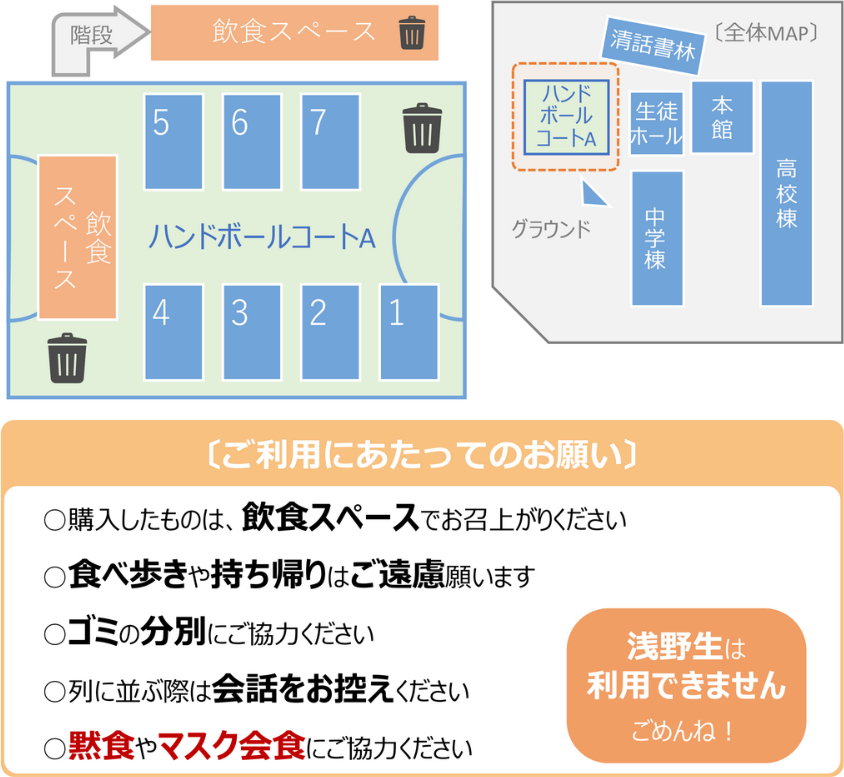 階段
飲食スペース
5
6
7
飲食
スペース
ハンドボールコートA
4
3
2
1
〔全体MAP〕
清話書林
ハンド
ボール
コートA
生徒
ホール
本館
高校棟
グラウンド
中学棟
〔ご利用にあたってのお願い〕
○購入したものは、飲食スペースでお召上がりください
○食べ歩きや持ち帰りはご遠慮願います
○ゴミの分別にご協力ください
○列に並ぶ際は会話をお控えください
○黙食やマスク会食にご協力ください
浅野生は
利用できません
ごめんね！